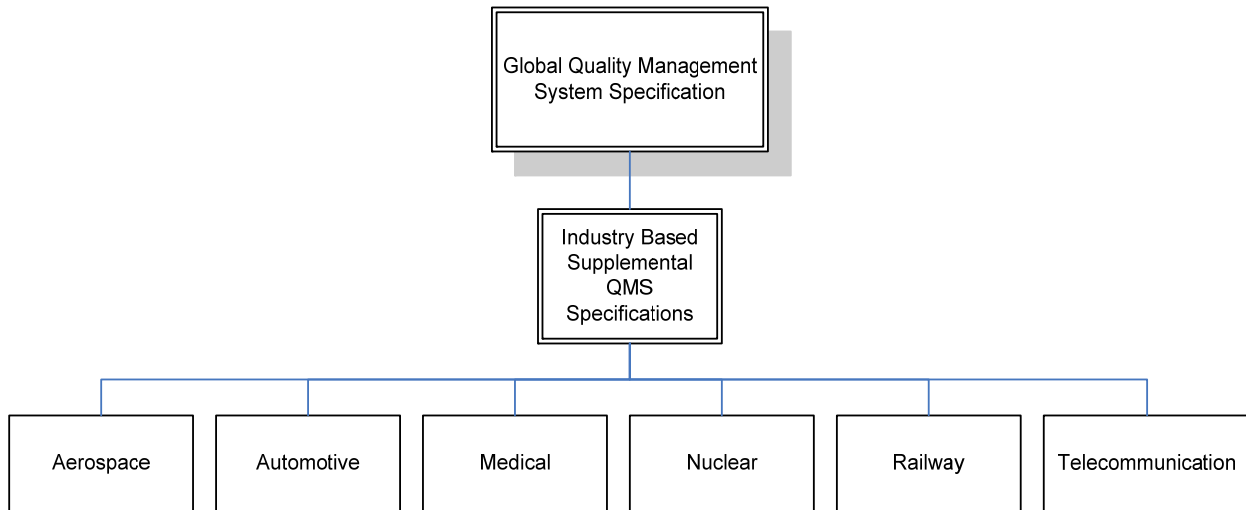 Global Quality Management
System Specification
Industry Based
Supplemental
QMS
Specifications
Aerospace
Automotive
Medical
Nuclear
Railway
Telecommunication